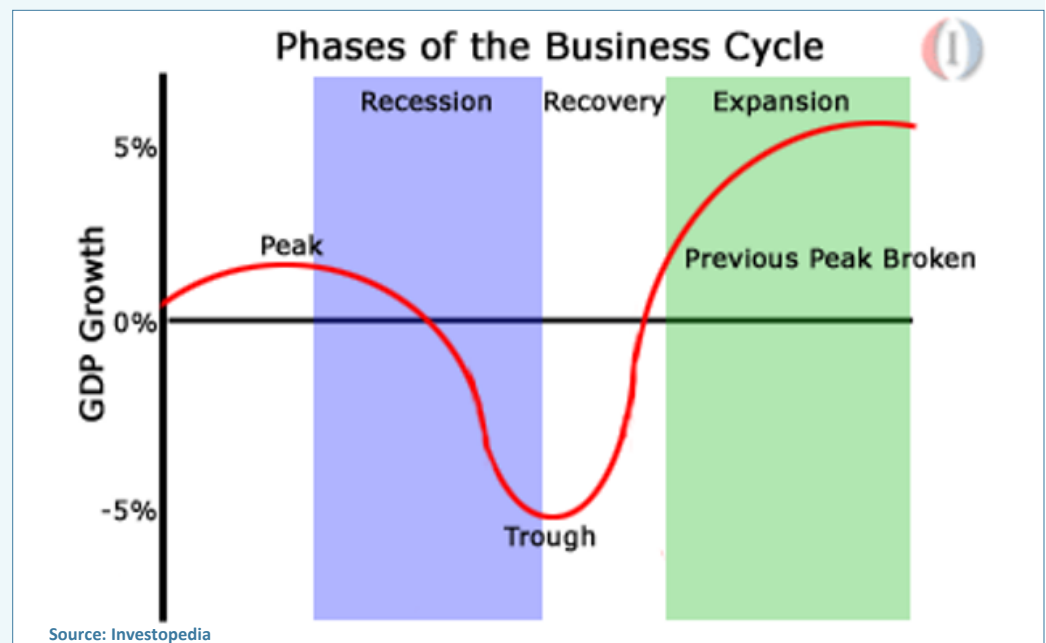 Phases of the Business Cycle
(I)
Recession Recovery Expansion
5%
Peak
Previous Peak Broken
0%
GDP Growth
-5%
Trough
Source: Investopedia